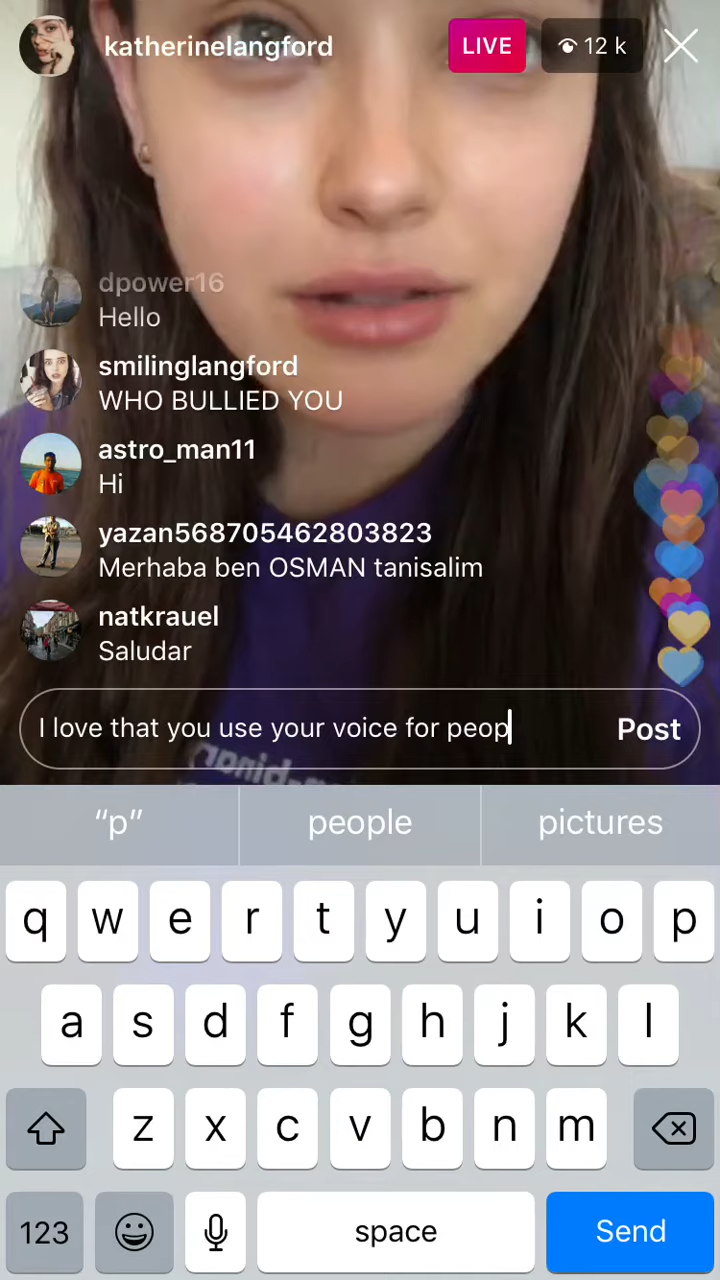 katherinelangford LIVE 12 k
dpower16
Hello
smilinglangford
WHO BULLIED YOU
astro_man11
Hi
yazan568705462803823
Merhaba ben OSMAN tanisalim
natkrauel
Saludar
I love that you use your voice for peop Post
“p” people pictures
q w e r t y u i o p
a s d f g h j k l
z x c v b n m
123 space Send